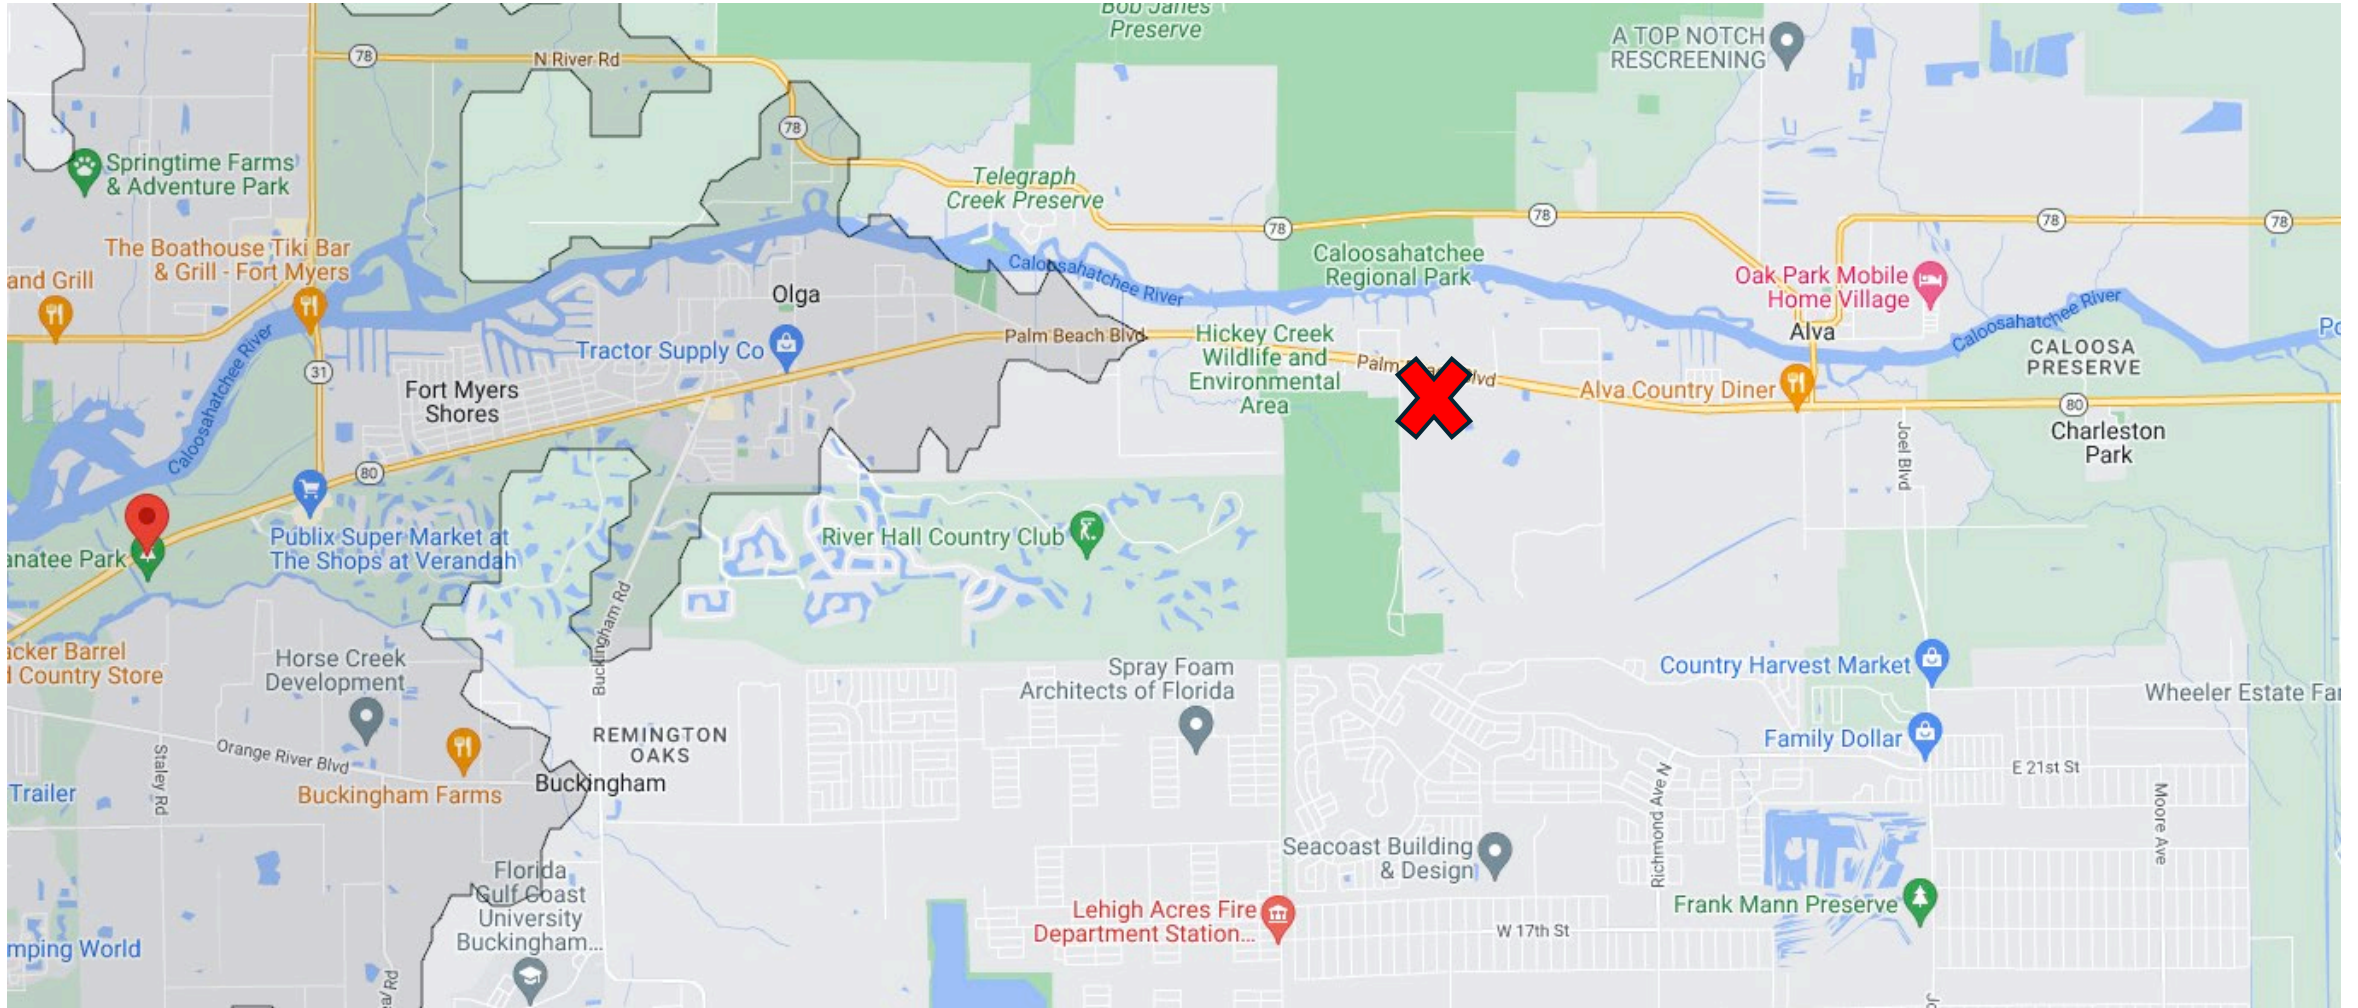 Bob Janes
Preserve
A TOP NOTCH
RESCREENING
78
N River Rd
78
Springtime Farms
& Adventure Park
Telegraph
Creek Preserve
78
78
78
78
The Boathouse Tiki Bar
& Grill - Fort Myers
and Grill
Caloosahatchee River
Caloosahatchee
Regional Park
Oak Park Mobile
Home Village
Olga
Alva
Caloosahatchee River
Caloosahatchee River
CALOOSA
PRESERVE
Tractor Supply Co
Palm Beach Blvd
Hickey Creek
Wildlife and
Environmental
Area
Palm
Blvd
31
Fort Myers
Shores
Alva Country Diner
80
Charleston
Park
Joel Blvd
80
Publix Super Market at
The Shops at Verandah
anatee Park
River Hall Country Club
Buckingham Rd
acker Barrel
d Country Store
Horse Creek
Development
Spray Foam
Architects of Florida
Country Harvest Market
Wheeler Estate Far
REMINGTON
OAKS
Family Dollar
Orange River Blvd
Staley Rd
Buckingham
Buckingham Farms
Trailer
E 21st St
Richmond Ave N
Moore Ave
Seacoast Building
& Design
Florida
Gulf Coast
University
Buckingham...
Lehigh Acres Fire
Department Station...
Frank Mann Preserve
W 17th St
mping World